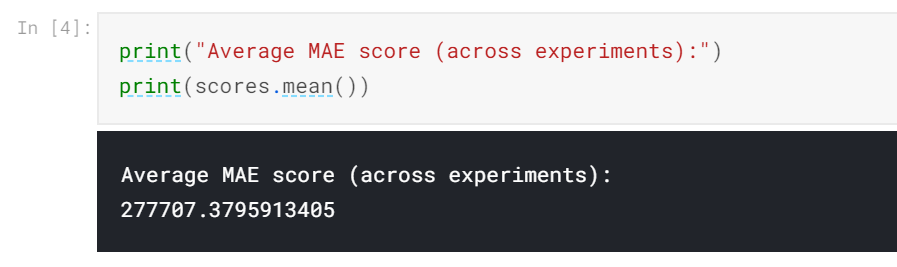 In [4]:
print("Average MAE score (across experiments):")
print(scores.mean())
Average MAE score (across experiments):
277707.3795913405